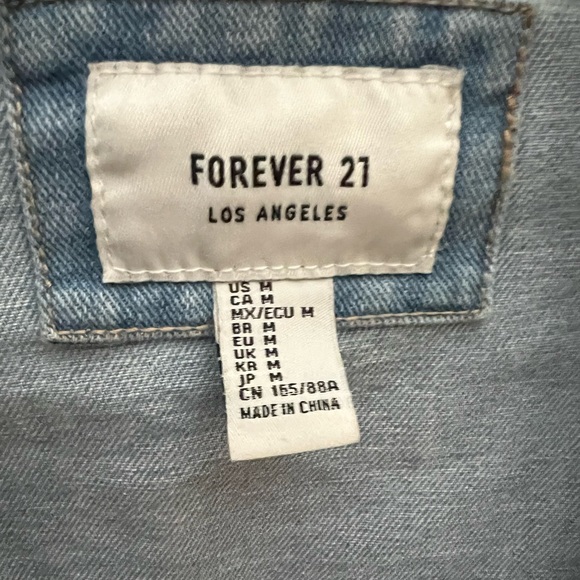 FOREVER 21
LOS ANGELES
US M
CA M
MX/ECU M
BR M
EU M
UK M
KR M
JP M
CN 165/88A
MADE IN CHINA